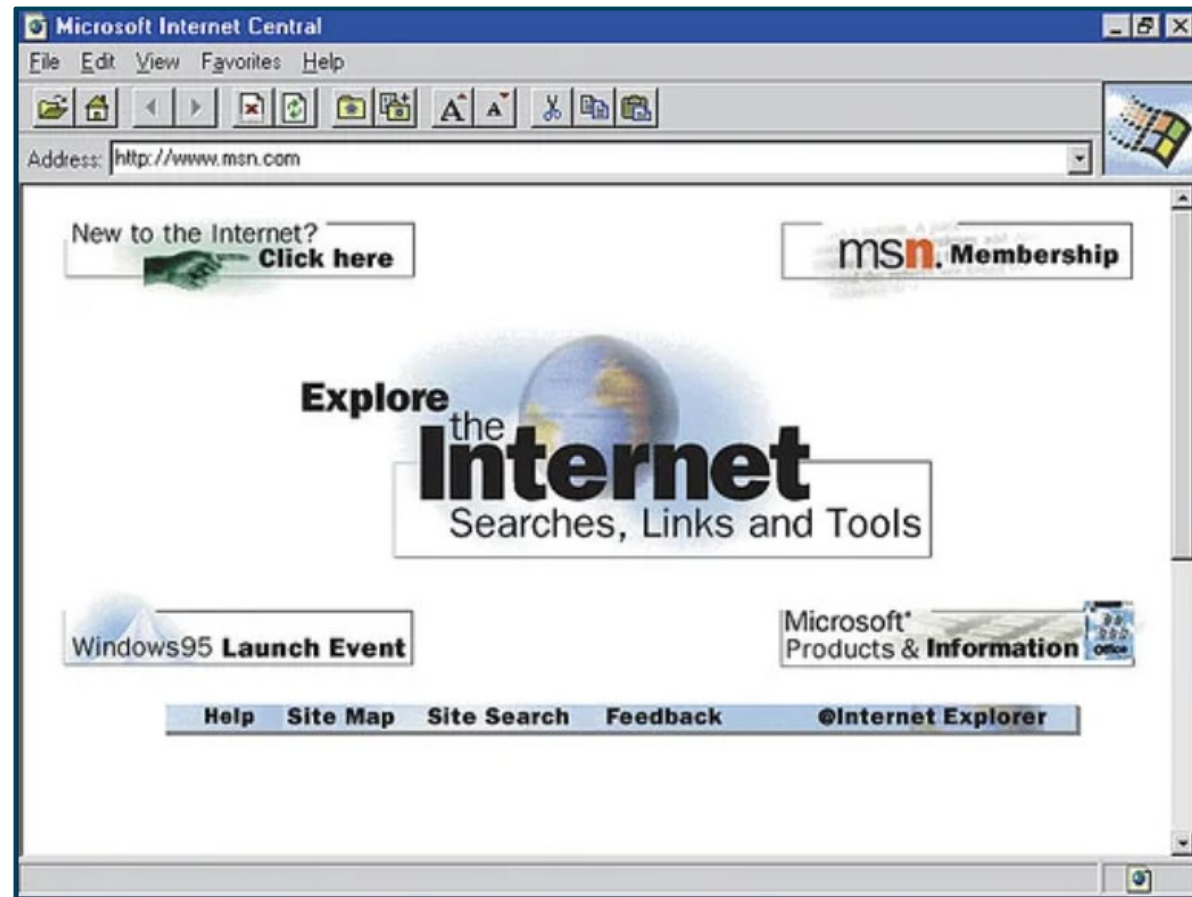 Microsoft Internet Central
File Edit View Favorites Help
A A
Address: http://www.msn.com
New to the Internet?
Click here
msn. Membership
Explore
the
Internet
Searches, Links and Tools
Windows95 Launch Event
Microsoft
Products & Information
Office
Help Site Map Site Search Feedback @Internet Explorer